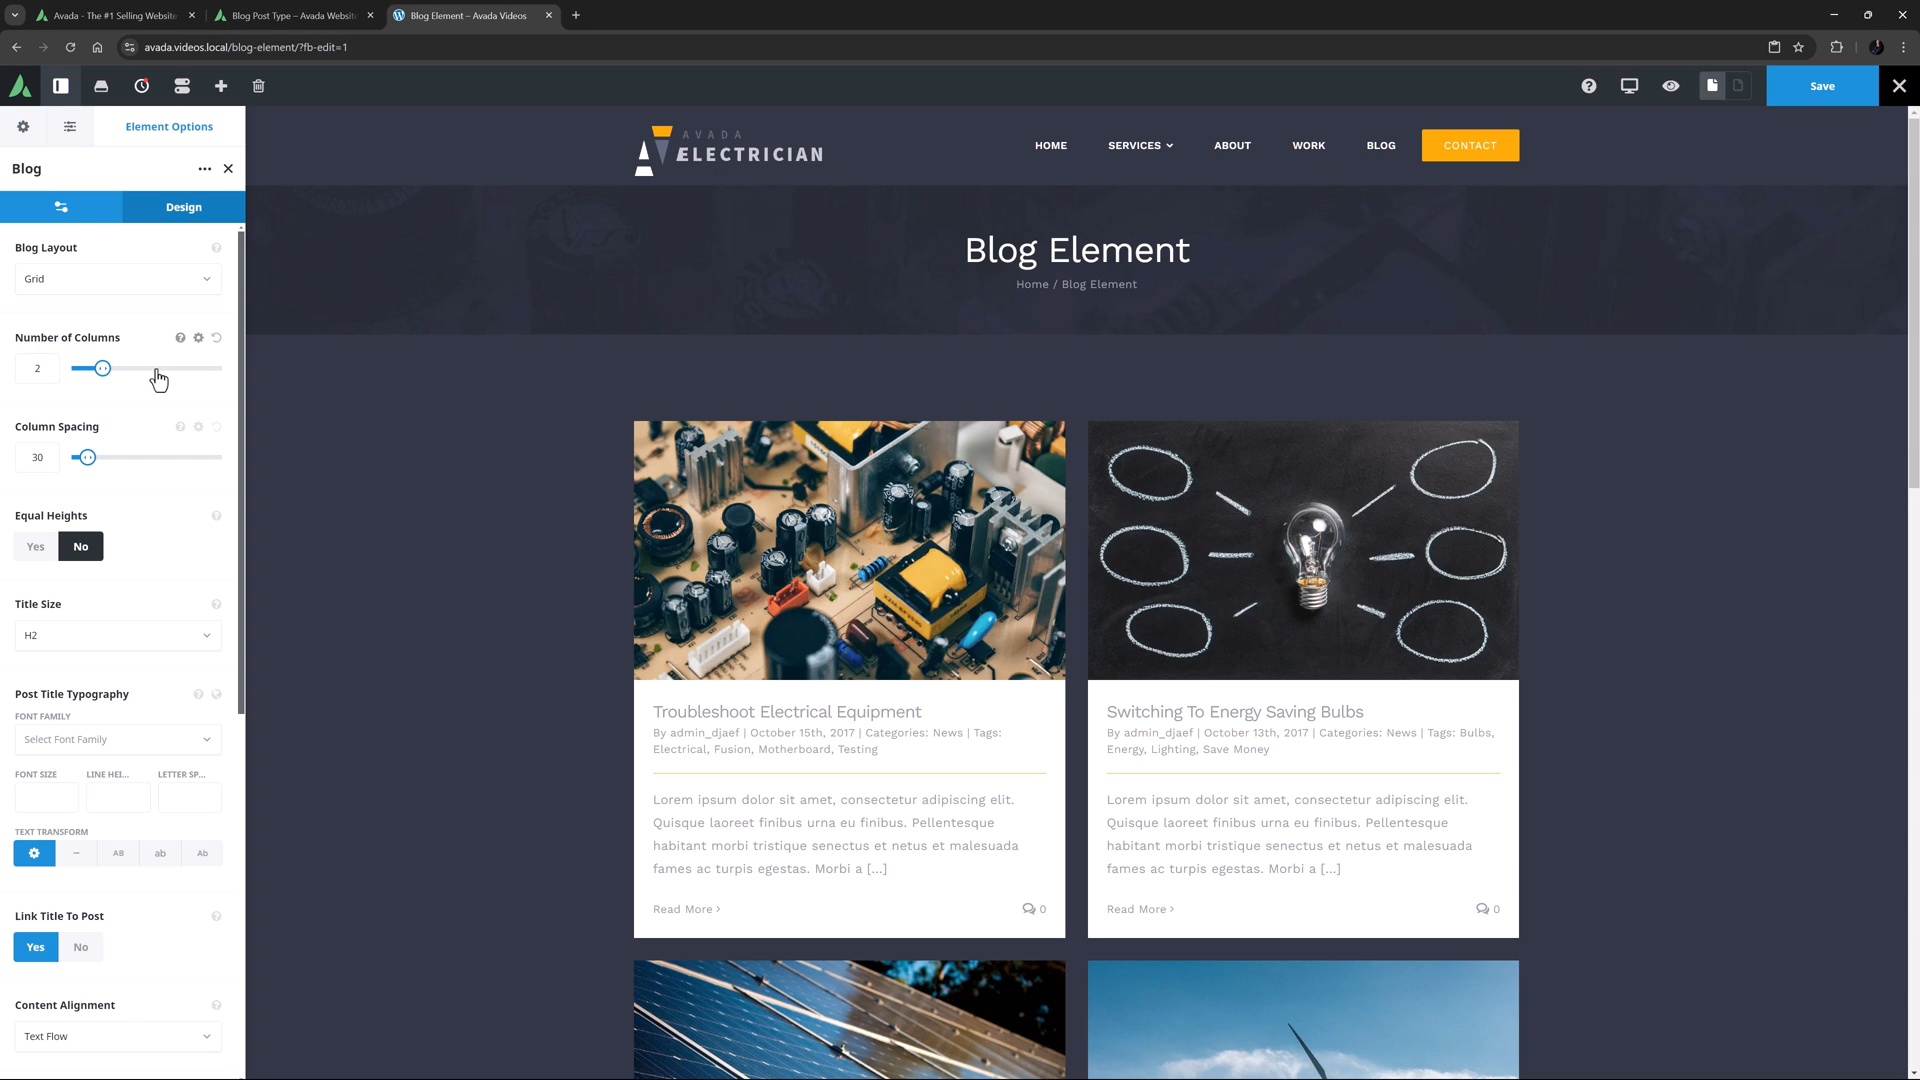 Avada - The #1 Selling Website
Blog Post Type – Avada Website
Blog Element – Avada Videos
avada.videos.local/blog-element/?fb-edit=1
Save
Element Options
Blog
Design
Blog Layout
Grid
Number of Columns
2
Column Spacing
30
Equal Heights
Yes No
Title Size
H2
Post Title Typography
FONT FAMILY
Select Font Family
FONT SIZE LINE HEI... LETTER SP...
TEXT TRANSFORM
– AB ab Ab
Link Title To Post
Yes No
Content Alignment
Text Flow
AVADA
ELECTRICIAN
HOME SERVICES ABOUT WORK BLOG CONTACT
Blog Element
Home / Blog Element
Troubleshoot Electrical Equipment
By admin_djaef | October 15th, 2017 | Categories: News | Tags:
Electrical, Fusion, Motherboard, Testing
Lorem ipsum dolor sit amet, consectetur adipiscing elit.
Quisque laoreet finibus urna eu finibus. Pellentesque
habitant morbi tristique senectus et netus et malesuada
fames ac turpis egestas. Morbi a [...]
Read More >
0
Switching To Energy Saving Bulbs
By admin_djaef | October 13th, 2017 | Categories: News | Tags: Bulbs,
Energy, Lighting, Save Money
Lorem ipsum dolor sit amet, consectetur adipiscing elit.
Quisque laoreet finibus urna eu finibus. Pellentesque
habitant morbi tristique senectus et netus et malesuada
fames ac turpis egestas. Morbi a [...]
Read More >
0